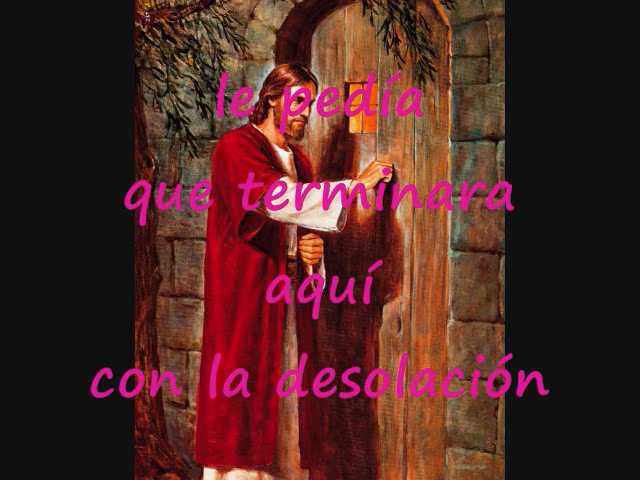 le pedía
que terminara
aquí
con la desolación